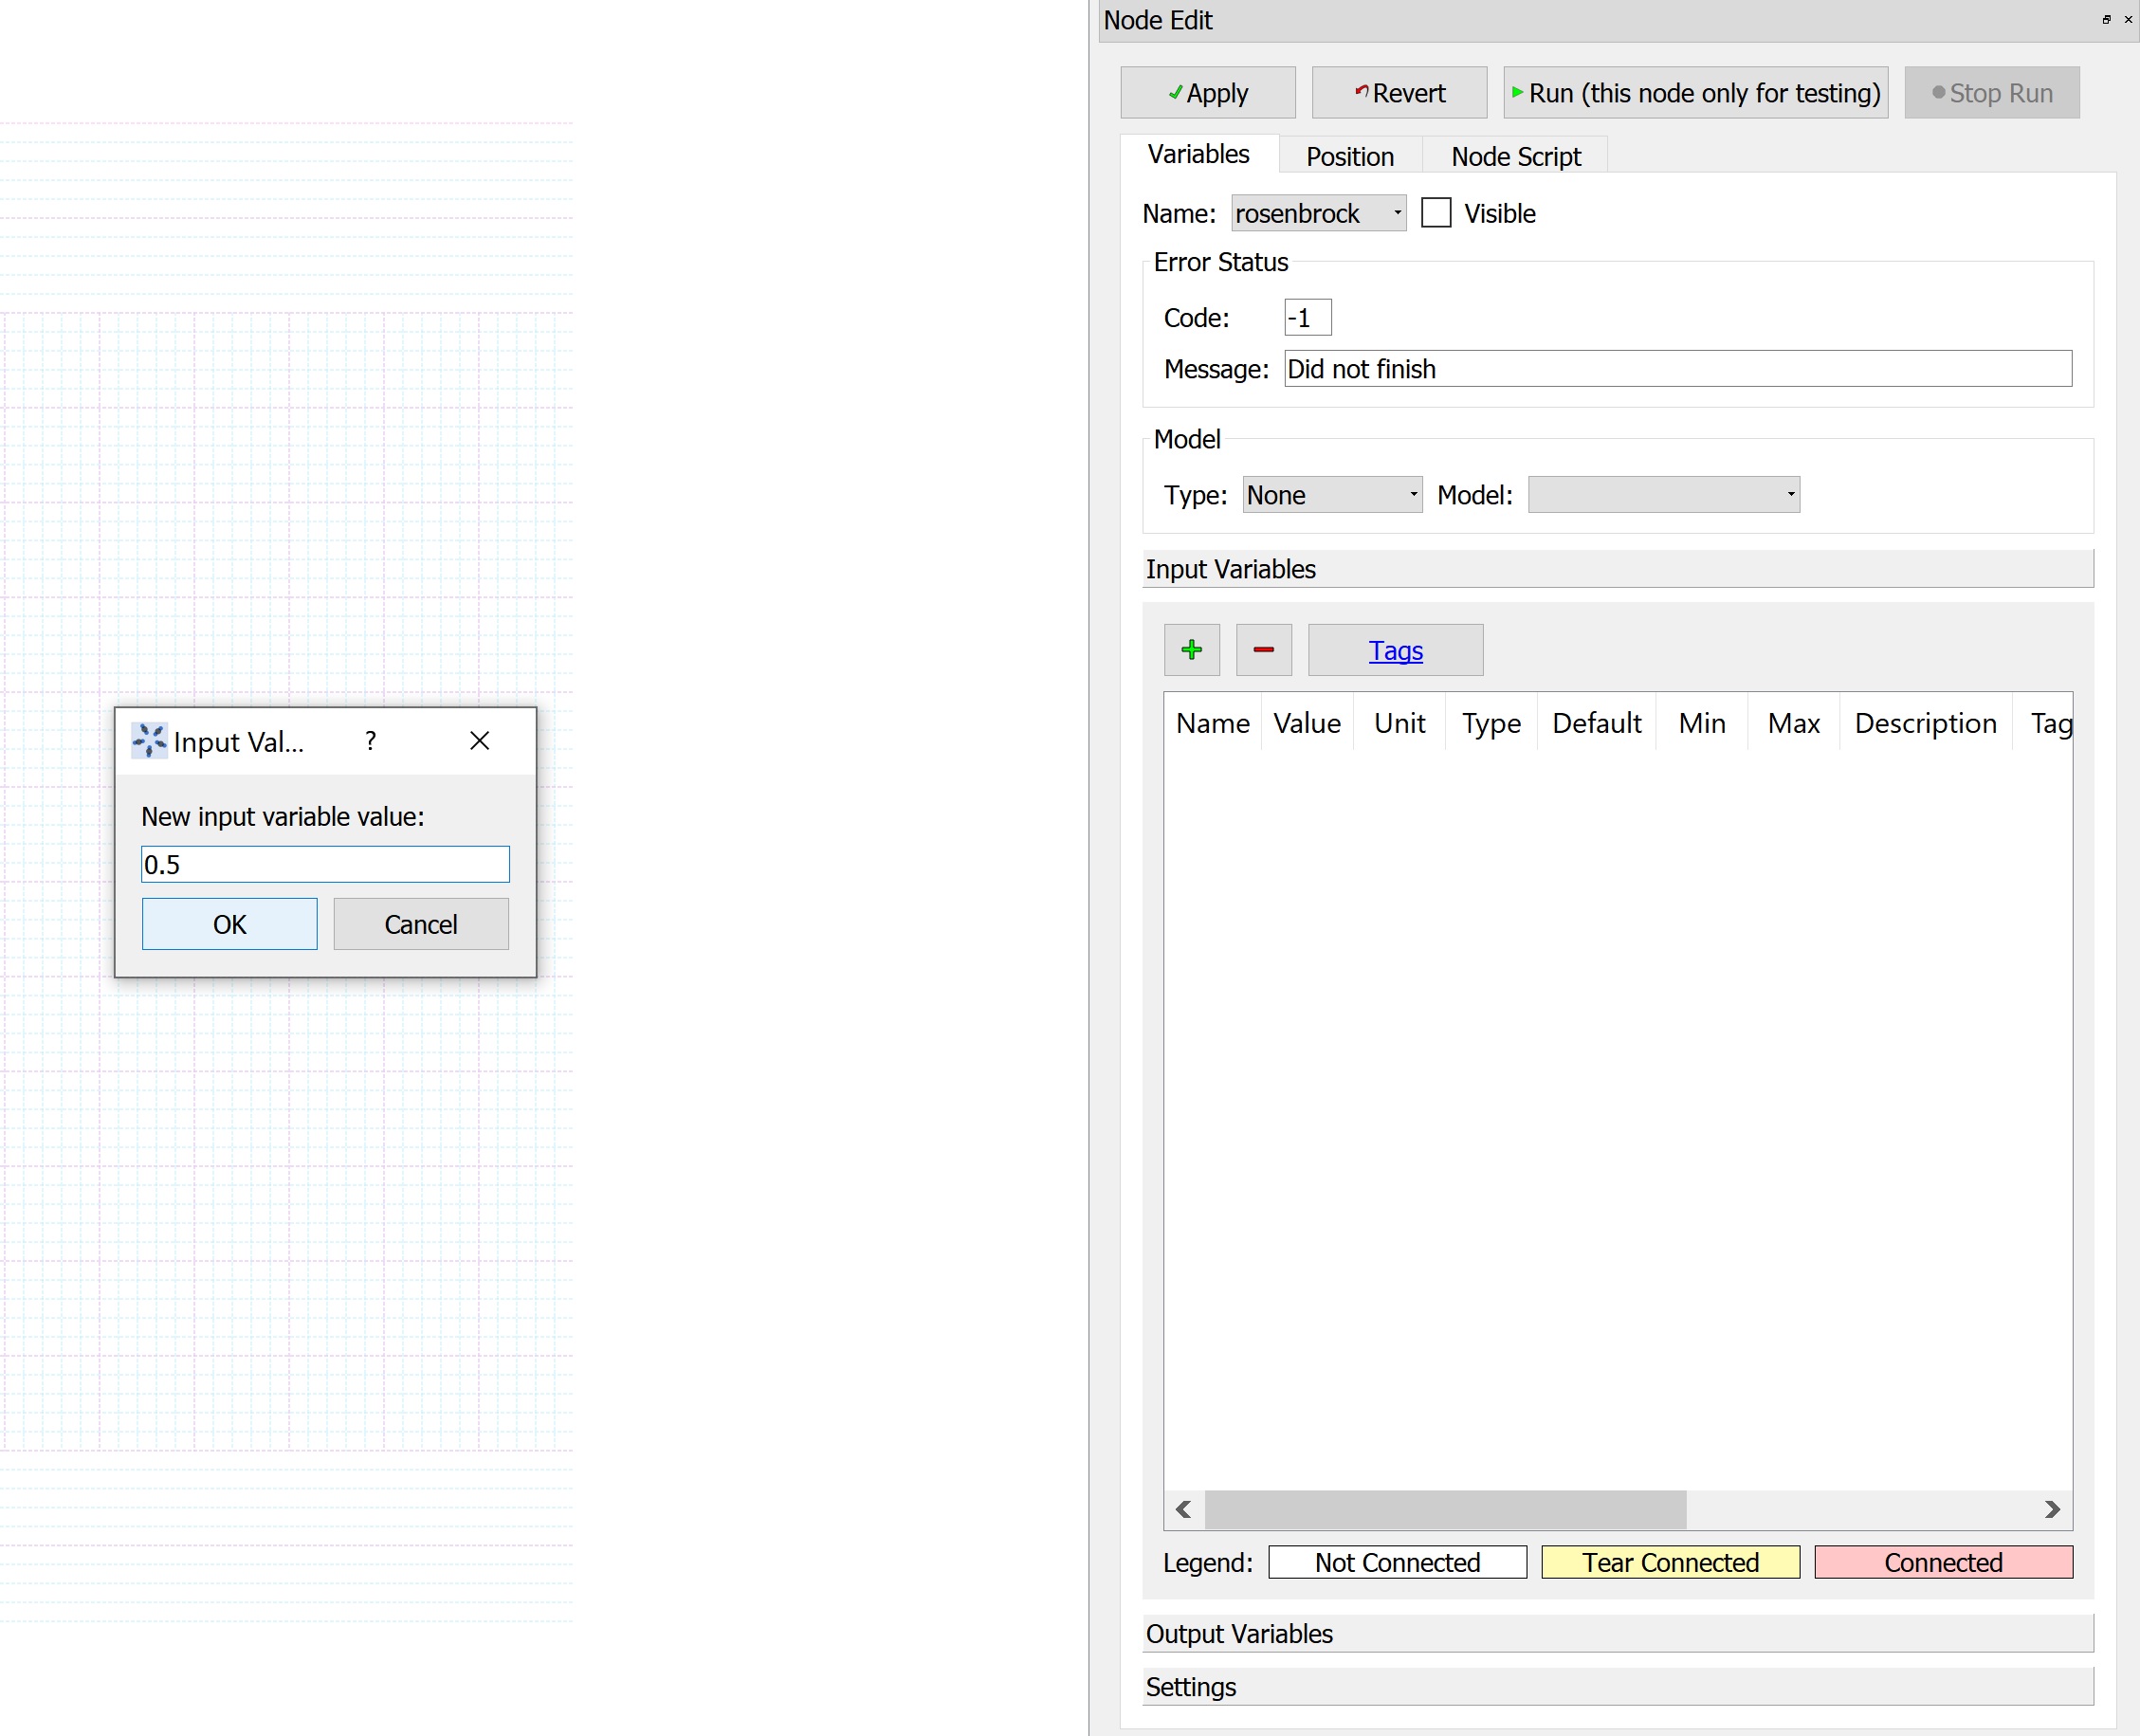 Node Edit
Apply
Revert
Run (this node only for testing)
Stop Run
Variables
Position
Node Script
Name: rosenbrock Visible
Error Status
Code: -1
Message: Did not finish
Model
Type: None Model:
Input Variables
Tags
Name Value Unit Type Default Min Max Description Tag
Input Val... ?
New input variable value:
0.5
OK
Cancel
Legend: Not Connected Tear Connected Connected
Output Variables
Settings